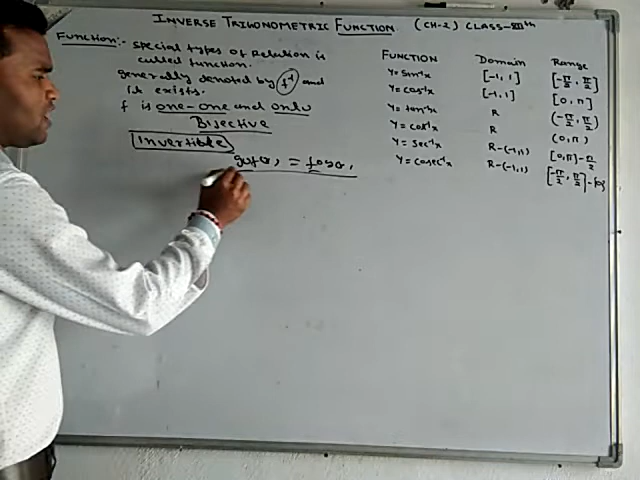 INVERSE TRIGONOMETRIC FUNCTION (CH-2) CLASS-XIIth
Function:- special types of Relation is
called function.
generally denoted by f⁻¹ and
it exists.
f is one-one and only
Bijective
Invertible
= fog
FUNCTION Domain Range
Y=sin⁻¹x [-1, 1] [-π/2, π/2]
Y=cos⁻¹x [-1, 1] [0, π]
Y=tan⁻¹x R (-π/2, π/2)
Y=cot⁻¹x R (0, π)
Y=sec⁻¹x R-(-1,1) [0,π]-π/2
Y=cosec⁻¹x R-(-1,1) [-π/2, π/2]-{0}